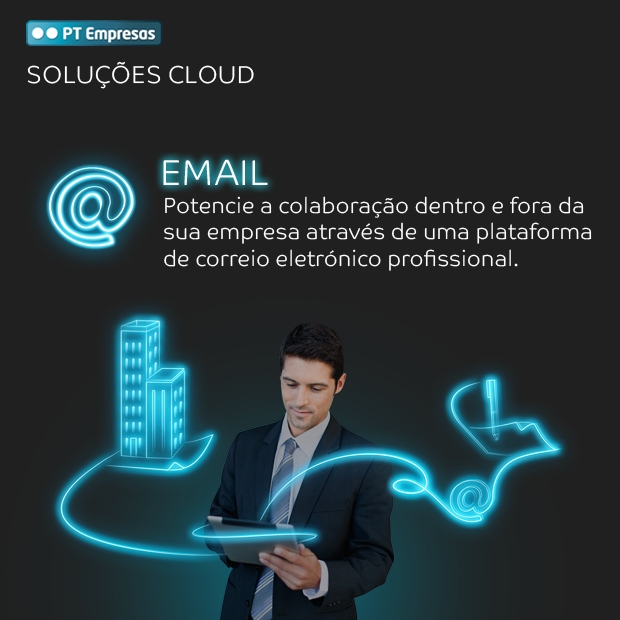 PT Empresas
SOLUÇÕES CLOUD
@ EMAIL
Potencie a colaboração dentro e fora da
sua empresa através de uma plataforma
de correio eletrónico profissional.
@